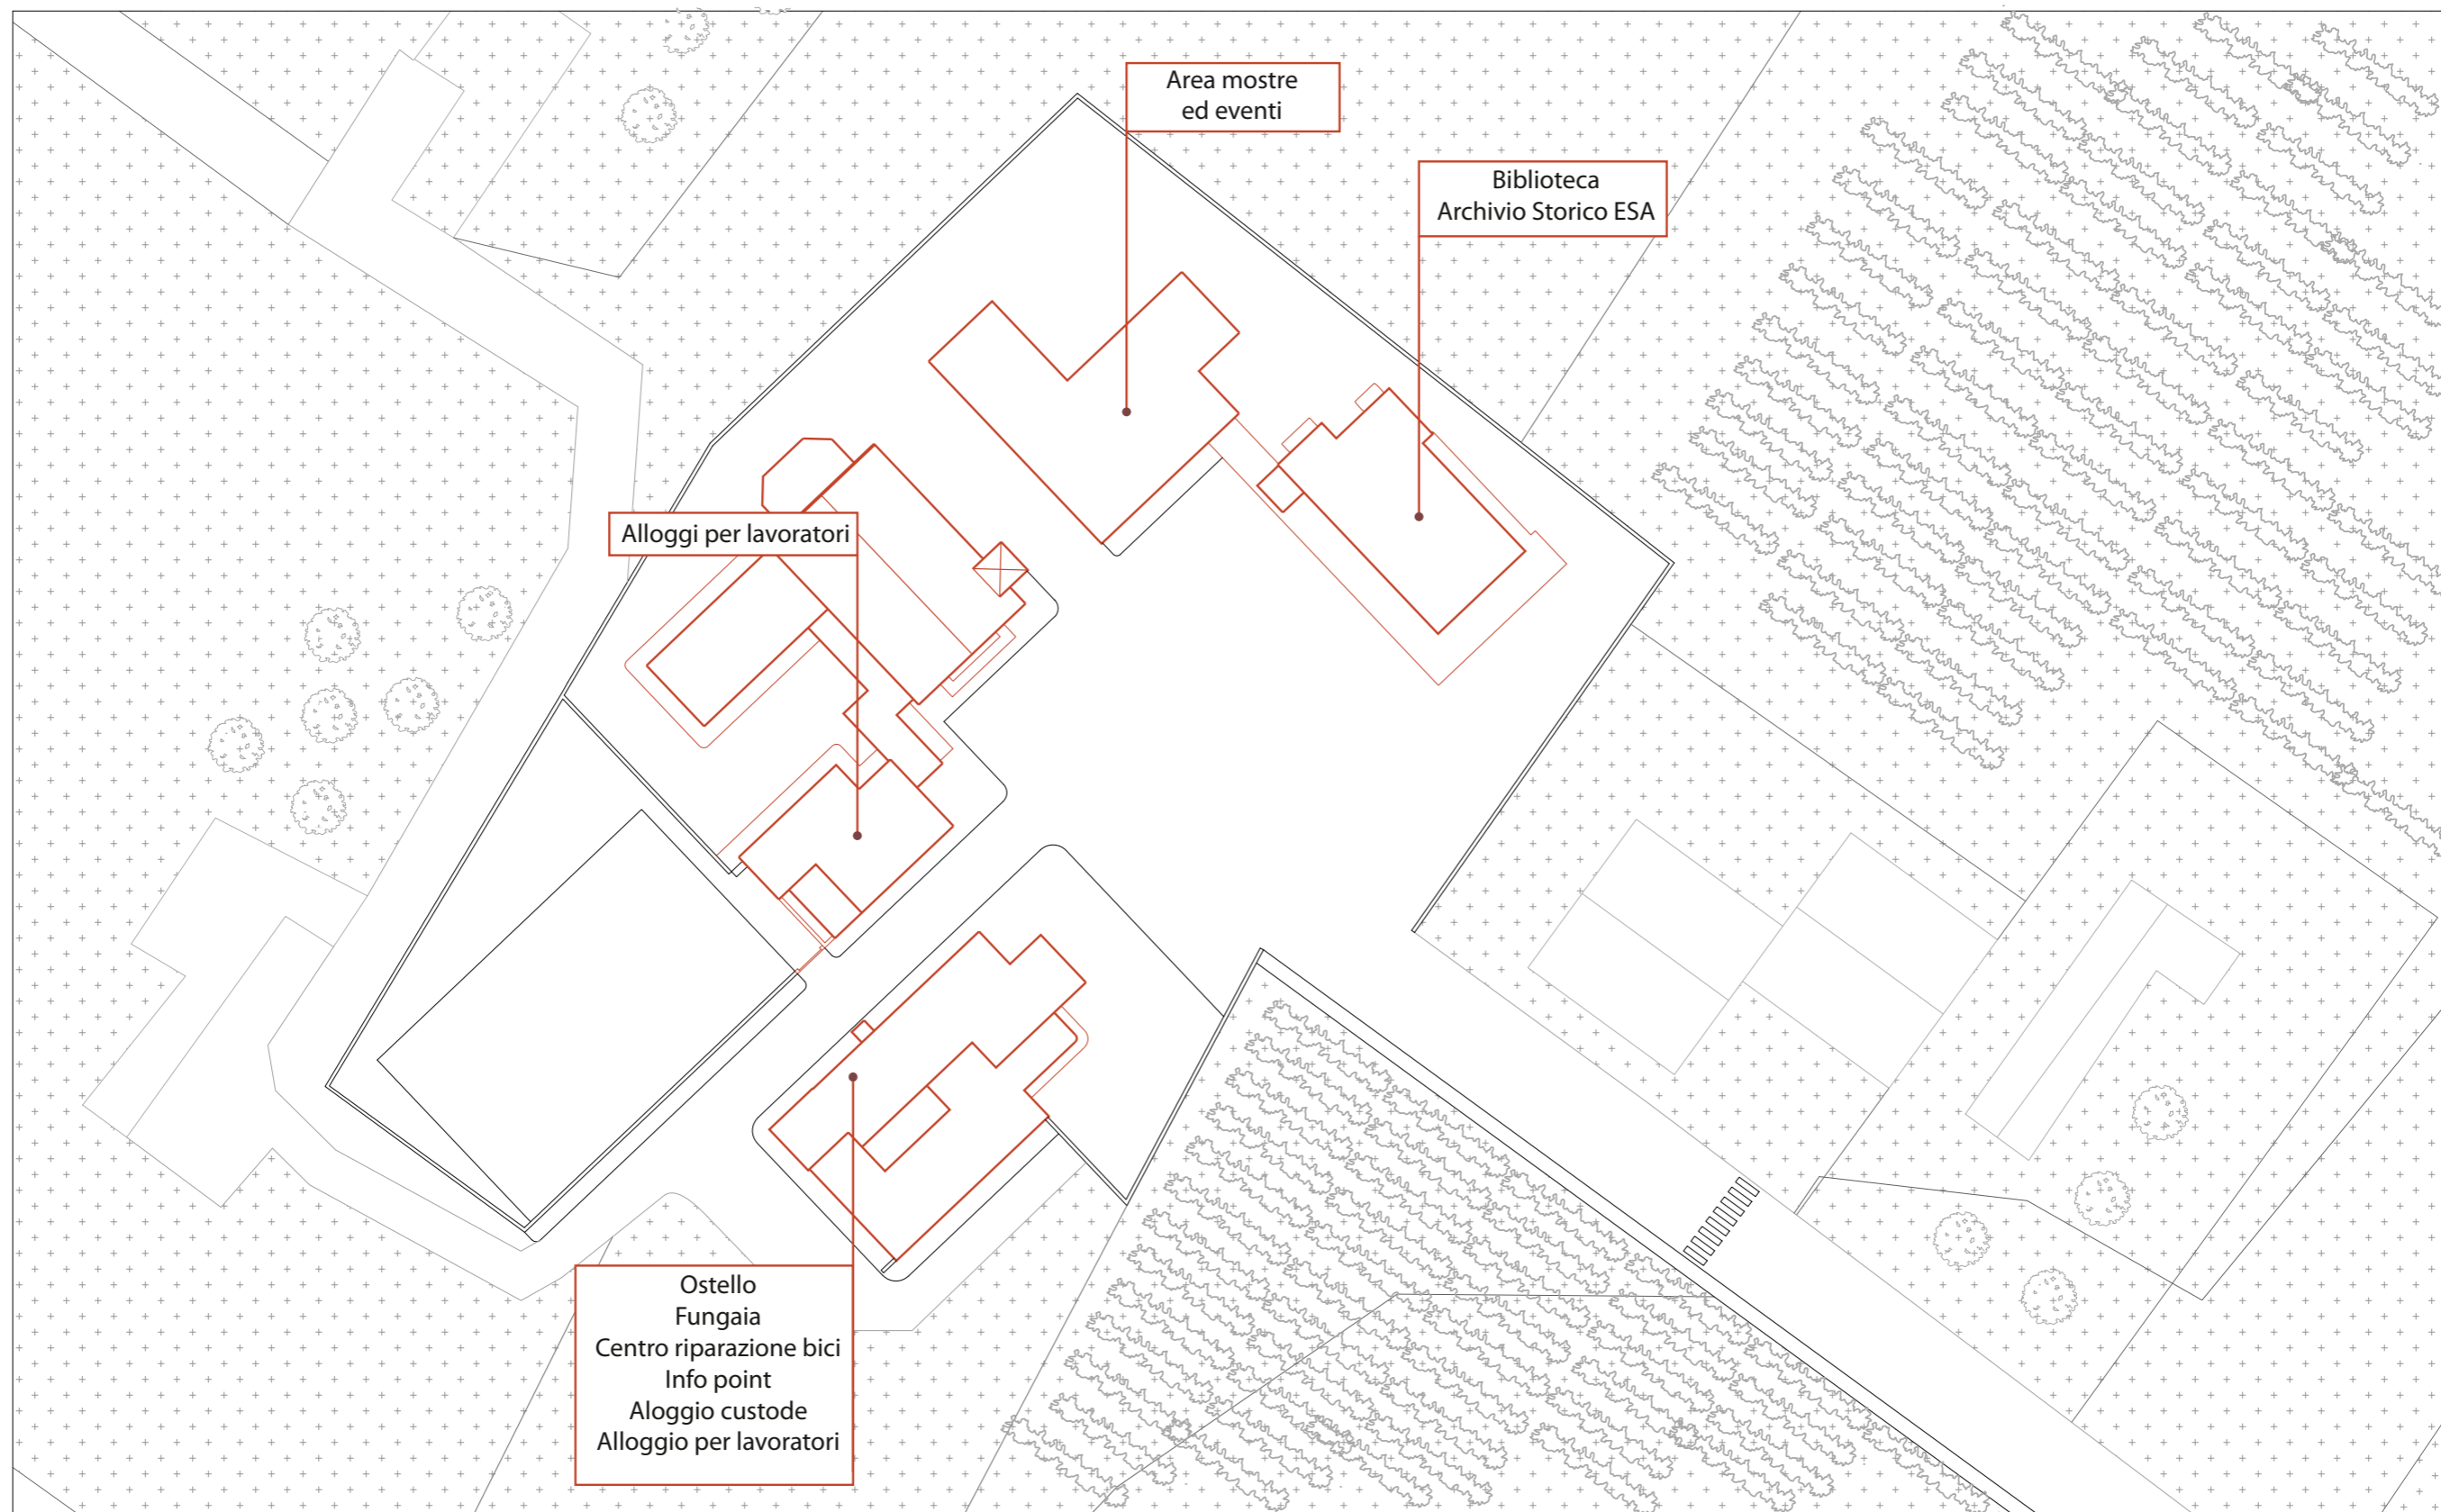 Area mostre
ed eventi
Biblioteca
Archivio Storico ESA
Alloggi per lavoratori
Ostello
Fungaia
Centro riparazione bici
Info point
Aloggio custode
Alloggio per lavoratori